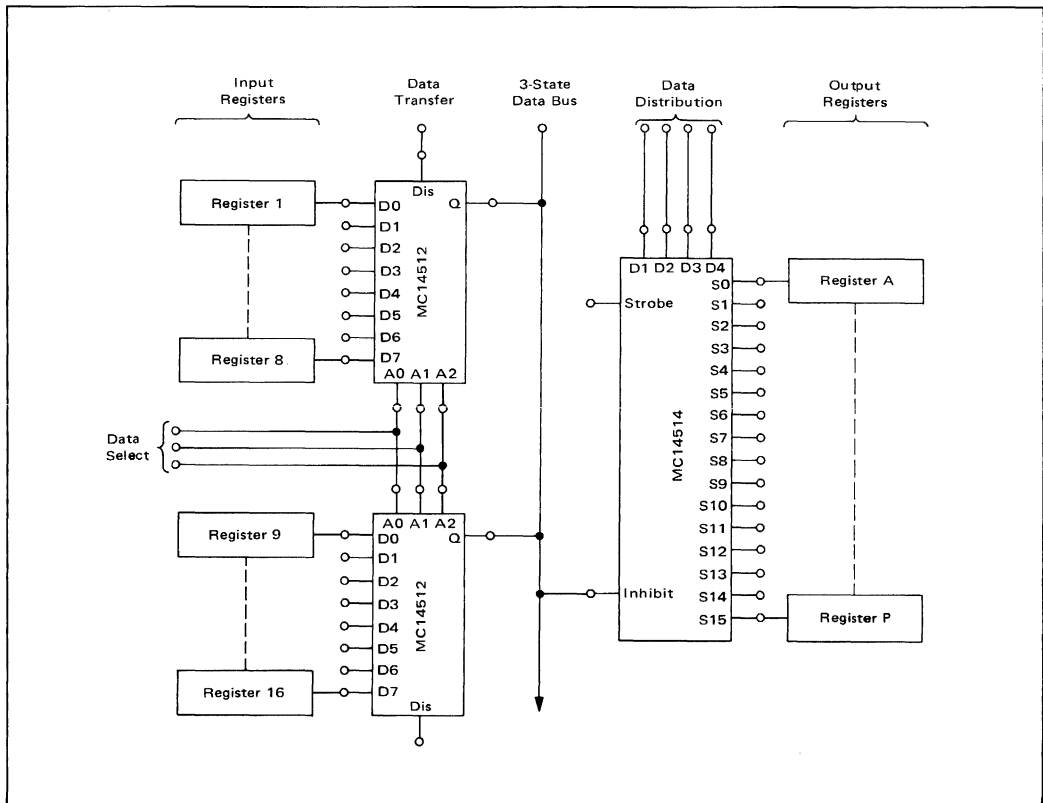 Input
Registers
Data
Transfer
3-State
Data Bus
Data
Distribution
Output
Registers
Register 1
Register 8
Dis
D0
Q
D1
D2
D3
D4
D5
D6
D7
MC14512
A0 A1 A2
Data
Select
Register 9
Register 16
A0 A1 A2
D0
Q
D1
D2
D3
D4
D5
D6
D7
MC14512
Dis
D1 D2 D3 D4
S0
Strobe
S1
S2
S3
S4
S5
S6
S7
S8
S9
S10
S11
S12
S13
Inhibit
S14
S15
MC14514
Register A
Register P